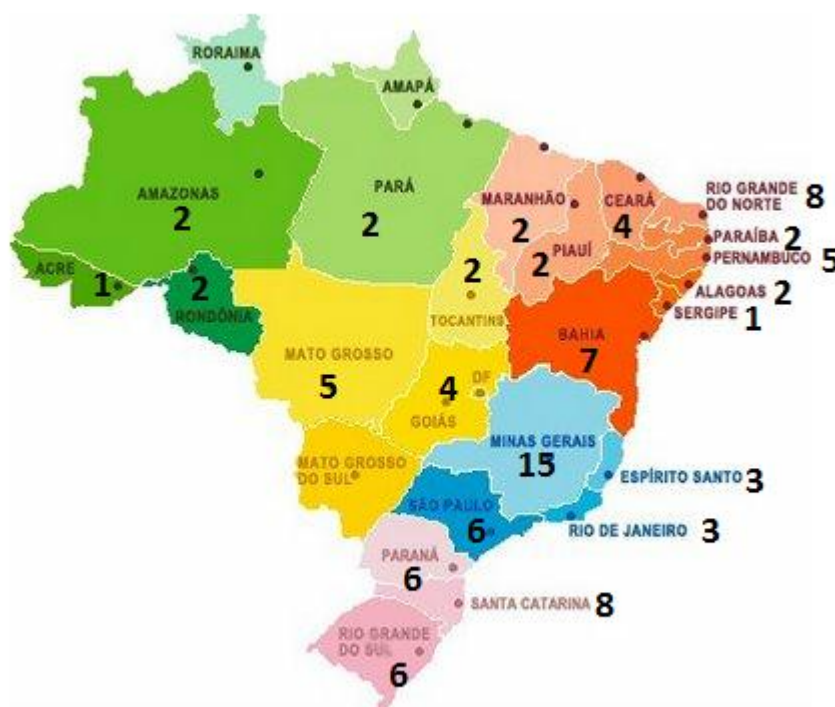 RORAIMA
AMAPÁ
AMAZONAS
2
PARÁ
2
MARANHÃO
2
CEARÁ
4
RIO GRANDE
DO NORTE 8
PIAUÍ
2
PARAÍBA 2
PERNAMBUCO 5
ACRE
1
2
RONDÔNIA
2
TOCANTINS
ALAGOAS 2
SERGIPE 1
BAHIA
7
MATO GROSSO
5
4
DF
GOIÁS
MINAS GERAIS
15
MATO GROSSO
DO SUL
ESPÍRITO SANTO 3
SÃO PAULO
6
RIO DE JANEIRO 3
PARANÁ
6
SANTA CATARINA 8
RIO GRANDE
DO SUL
6